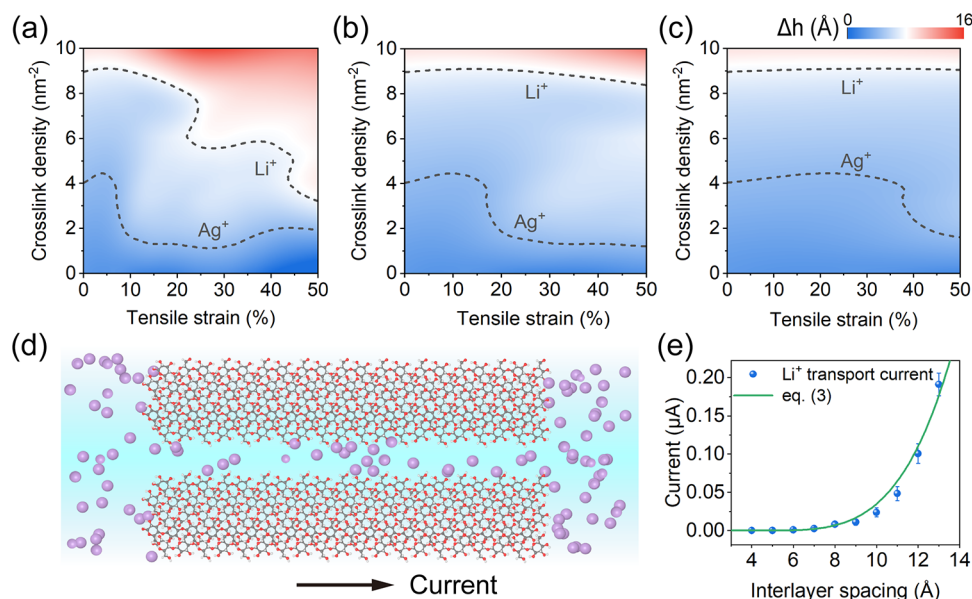 (a)
(b)
(c)
Δh (Å)
0
16
Crosslink density (nm⁻²)
10
8
6
4
2
0
Li⁺
Ag⁺
0
10
20
30
40
50
Tensile strain (%)
Crosslink density (nm⁻²)
10
8
6
4
2
0
Li⁺
Ag⁺
0
10
20
30
40
50
Tensile strain (%)
Crosslink density (nm⁻²)
10
8
6
4
2
0
Li⁺
Ag⁺
0
10
20
30
40
50
Tensile strain (%)
(d)
Current
(e)
Li⁺ transport current
eq. (3)
Current (μA)
0.20
0.15
0.10
0.05
0.00
4
6
8
10
12
14
Interlayer spacing (Å)